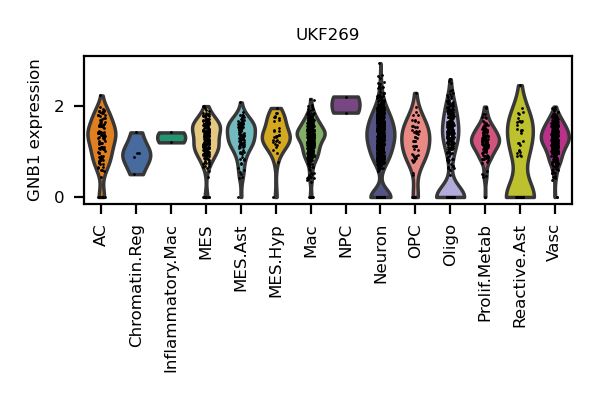 UKF269
GNB1 expression
2
0
AC
Chromatin.Reg
Inflammatory.Mac
MES
MES.Ast
MES.Hyp
Mac
NPC
Neuron
OPC
Oligo
Prolif.Metab
Reactive.Ast
Vasc